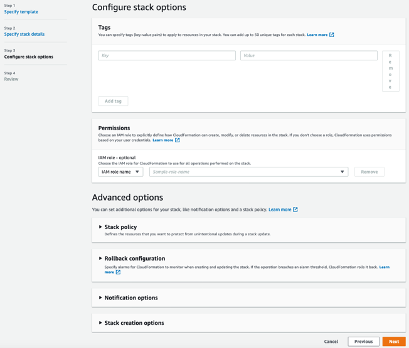 Step 1
Specify template
Step 2
Specify stack details
Step 3
Configure stack options
Step 4
Review
Configure stack options
Tags
You can specify tags (key-value pairs) to apply to resources in your stack. You can add up to 50 unique tags for each stack. Learn more
Key
Value
Remove
Add tag
Permissions
Choose an IAM role to explicitly define how CloudFormation can create, modify, or delete resources in the stack. If you don't choose a role, CloudFormation uses permissions
based on your user credentials. Learn more
IAM role - optional
Choose the IAM role for CloudFormation to use for all operations performed on the stack.
IAM role name
Sample-role-name
Remove
Advanced options
You can set additional options for your stack, like notification options and a stack policy. Learn more
Stack policy
Defines the resources that you want to protect from unintentional updates during a stack update.
Rollback configuration
Specify alarms for CloudFormation to monitor when creating and updating the stack. If the operation breaches an alarm threshold, CloudFormation rolls it back. Learn
more
Notification options
Stack creation options
Cancel
Previous
Next